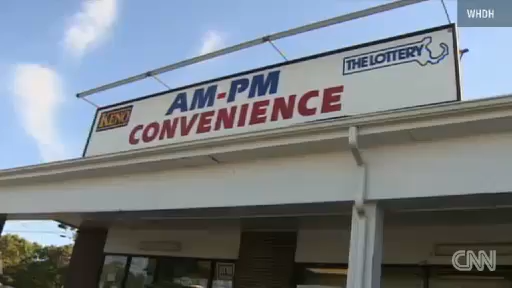 WHDH
THE LOTTERY
KENO
AM-PM
CONVENIENCE
CNN